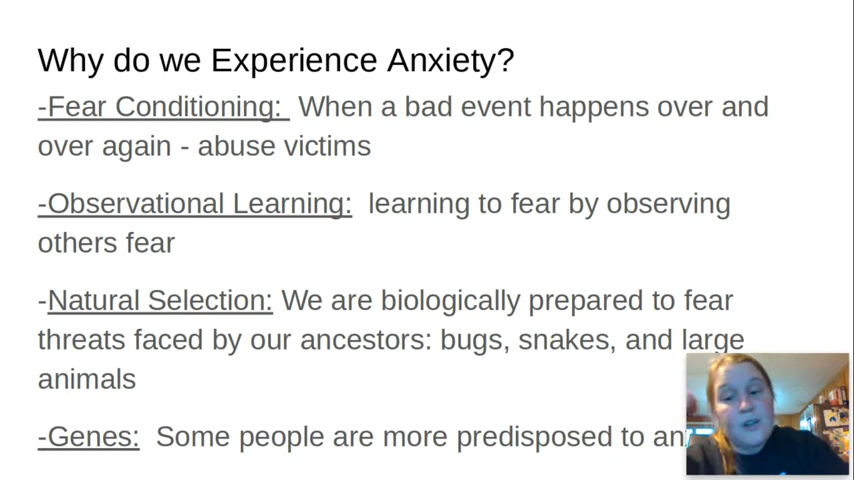 Why do we Experience Anxiety?
-Fear Conditioning: When a bad event happens over and
over again - abuse victims
-Observational Learning: learning to fear by observing
others fear
-Natural Selection: We are biologically prepared to fear
threats faced by our ancestors: bugs, snakes, and large
animals
-Genes: Some people are more predisposed to